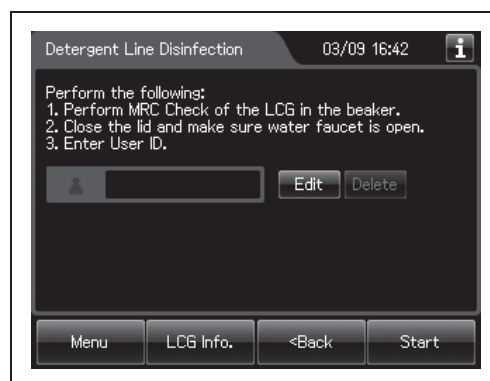 Detergent Line Disinfection 03/09 16:42 i
Perform the following:
1. Perform MRC Check of the LCG in the beaker.
2. Close the lid and make sure water faucet is open.
3. Enter User ID.
Edit Delete
Menu LCG Info. <Back Start